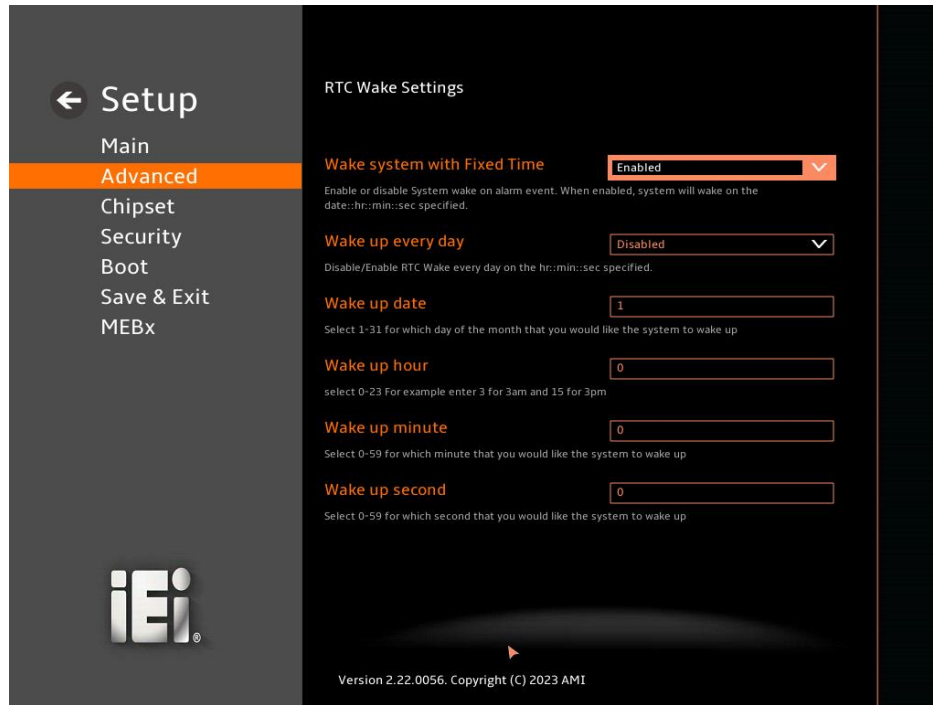 Setup
Main
Advanced
Chipset
Security
Boot
Save & Exit
MEBx
iEi®
RTC Wake Settings
Wake system with Fixed Time
Enabled
Enable or disable System wake on alarm event. When enabled, system will wake on the
date::hr::min::sec specified.
Wake up every day
Disabled
Disable/Enable RTC Wake every day on the hr::min::sec specified.
Wake up date
1
Select 1-31 for which day of the month that you would like the system to wake up
Wake up hour
0
select 0-23 For example enter 3 for 3am and 15 for 3pm
Wake up minute
0
Select 0-59 for which minute that you would like the system to wake up
Wake up second
0
Select 0-59 for which second that you would like the system to wake up
Version 2.22.0056. Copyright (C) 2023 AMI